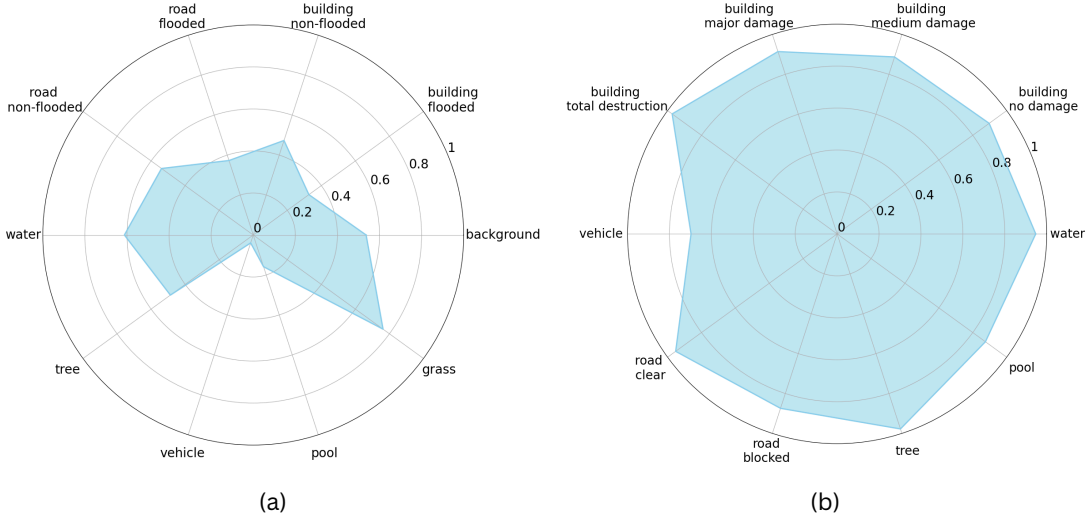 road
flooded
building
non-flooded
road
non-flooded
building
flooded
1
0.8
0.6
0.4
0.2
0
water
background
tree
grass
vehicle
pool
(a)
building
major damage
building
medium damage
building
total destruction
building
no damage
1
0.8
0.6
0.4
0.2
0
vehicle
water
road
clear
pool
road
blocked
tree
(b)